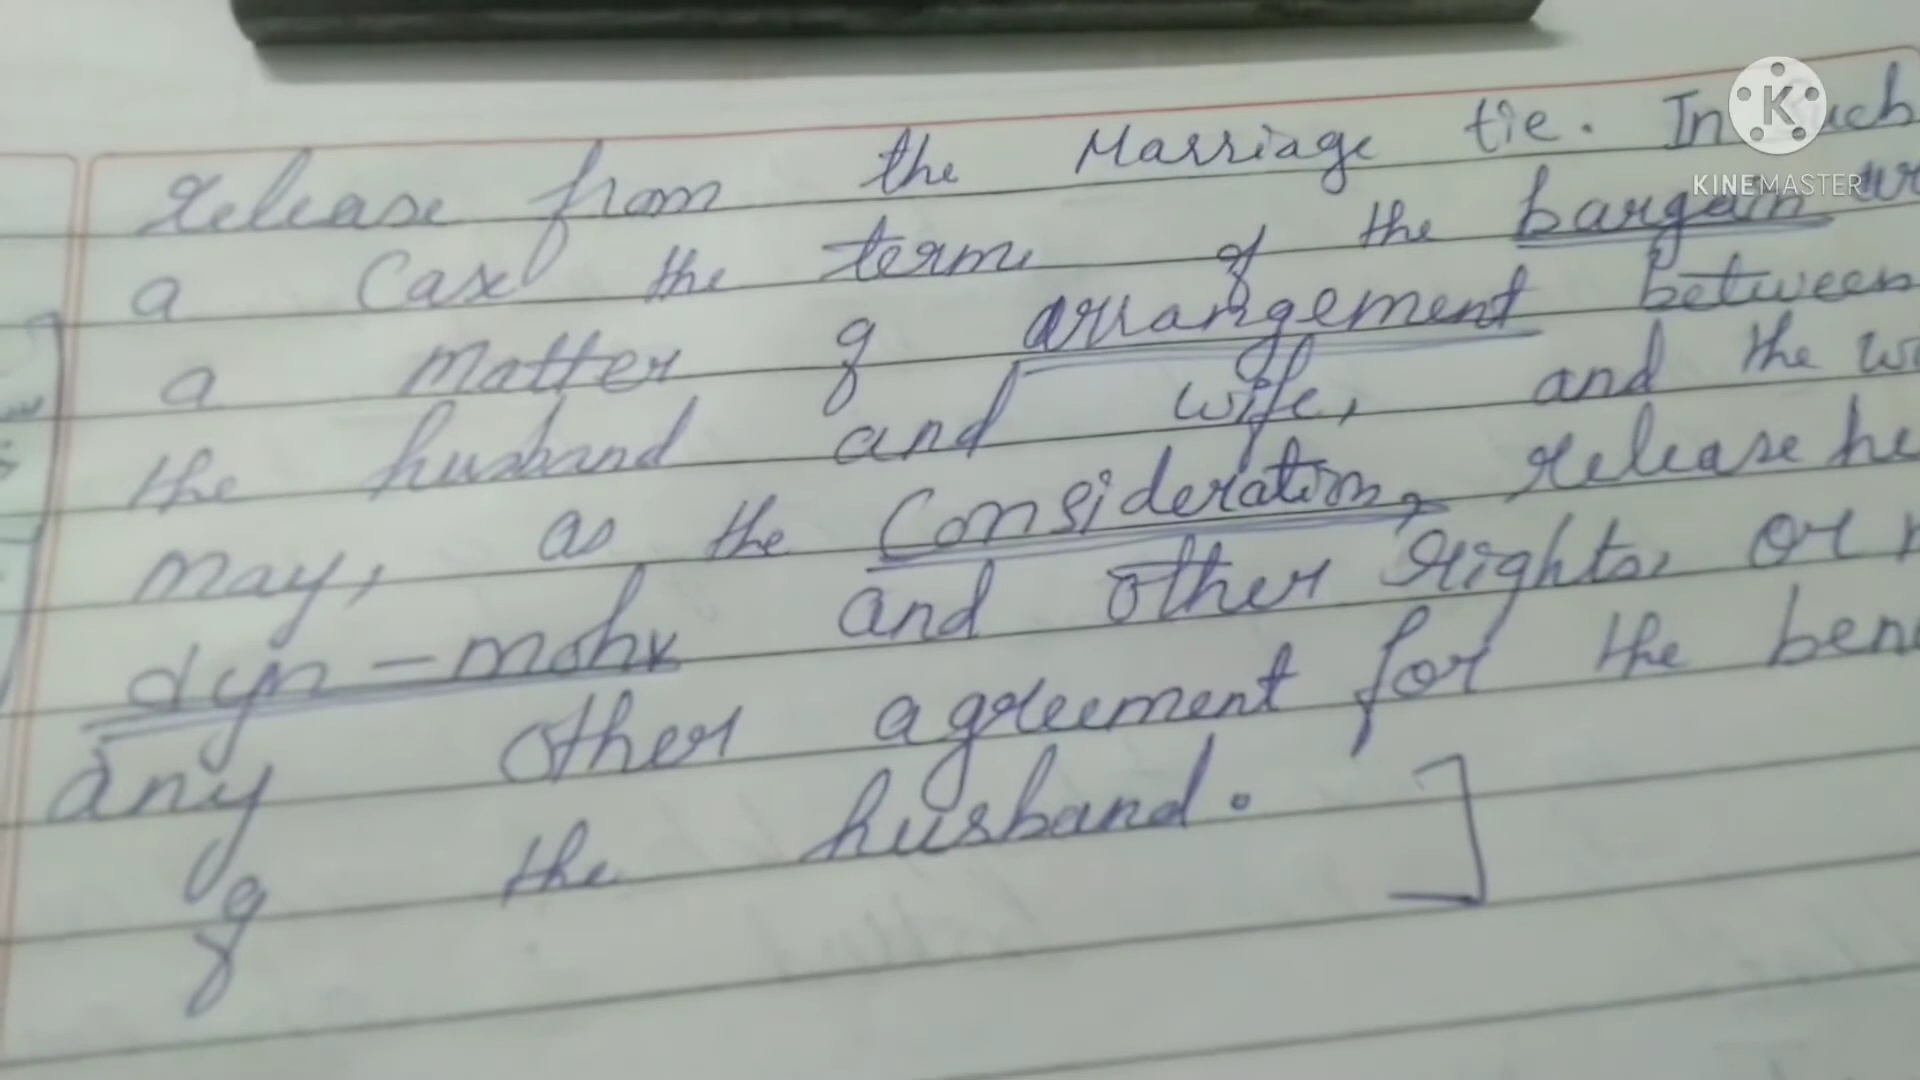 release from the Marriage tie. In such
a case the terms of the bargain
a matter of arrangement between
the husband and wife, and the
may, as the Consideration, release
dyn-mohr and other rights, or
any other agreement for the
of the husband.
KINEMASTER